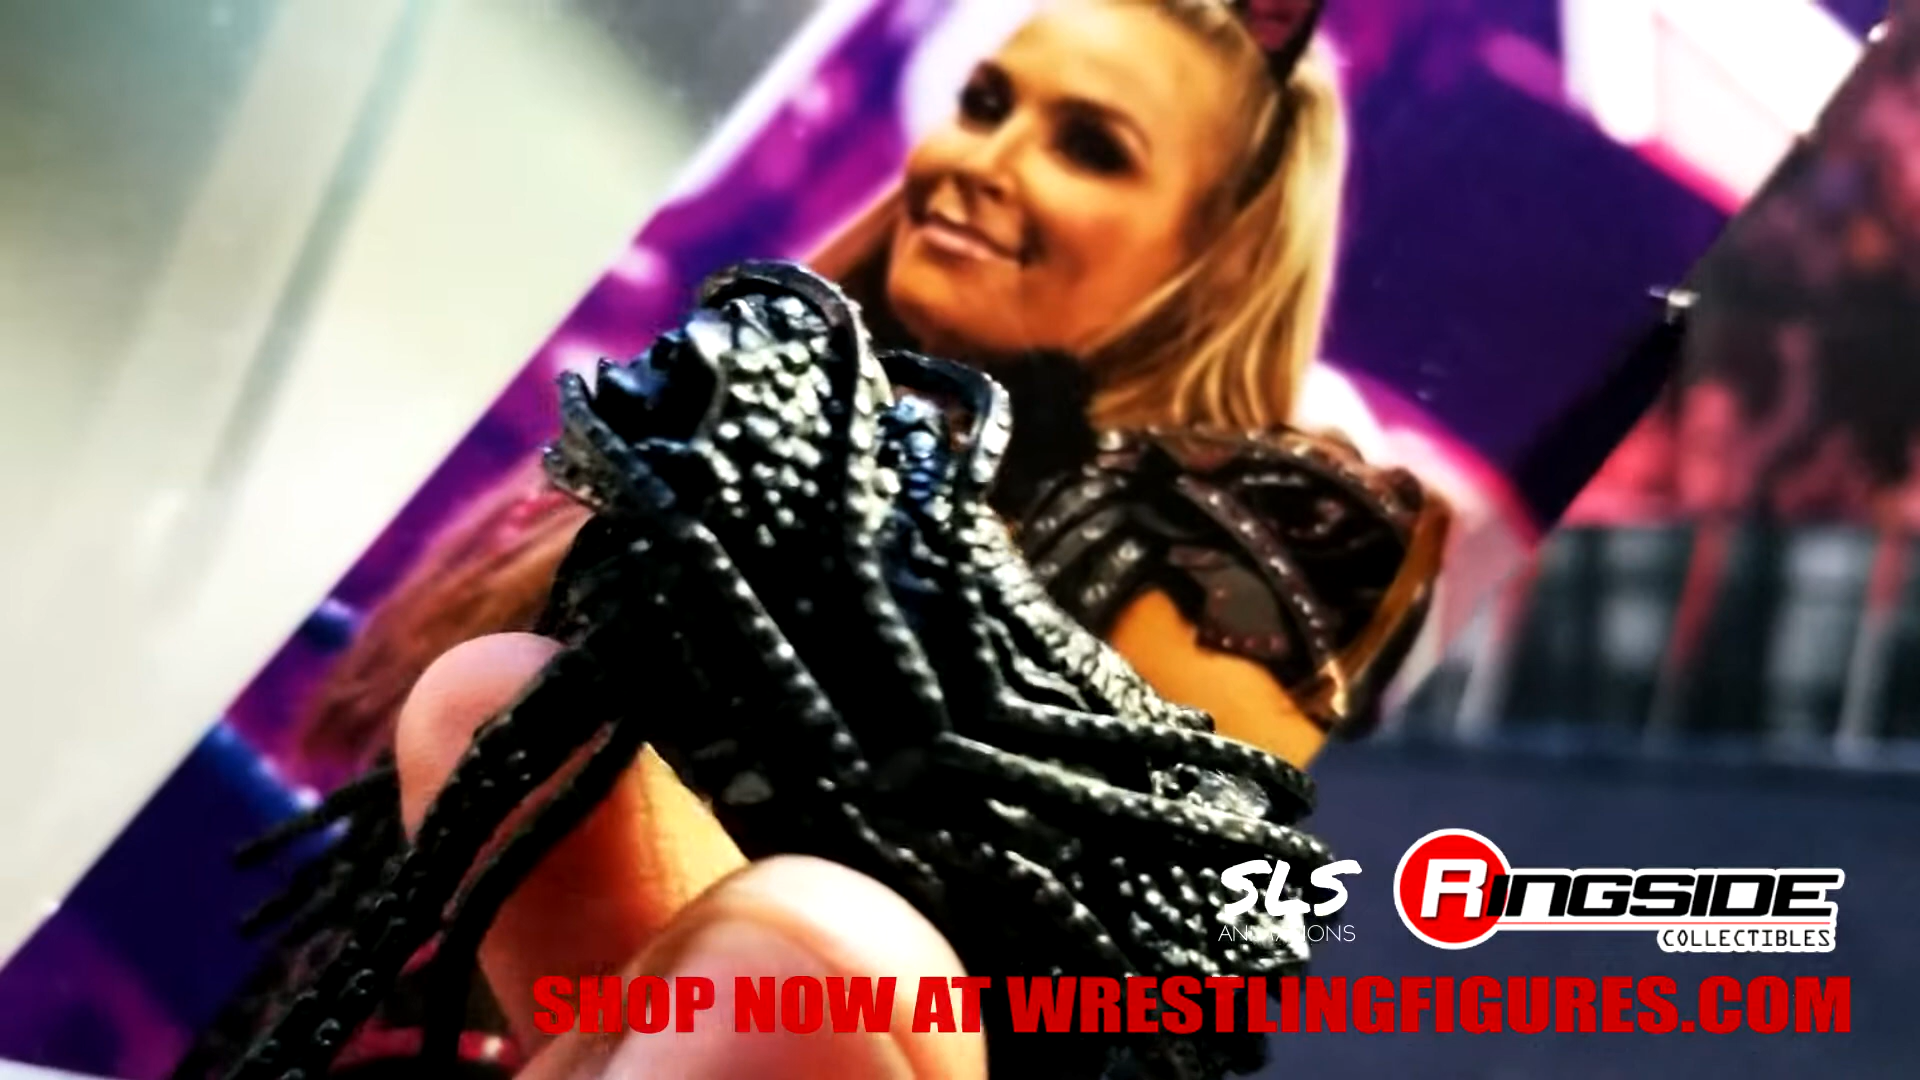 SLS
ANIMATIONS
RINGSIDE
COLLECTIBLES
SHOP NOW AT WRESTLINGFIGURES.COM